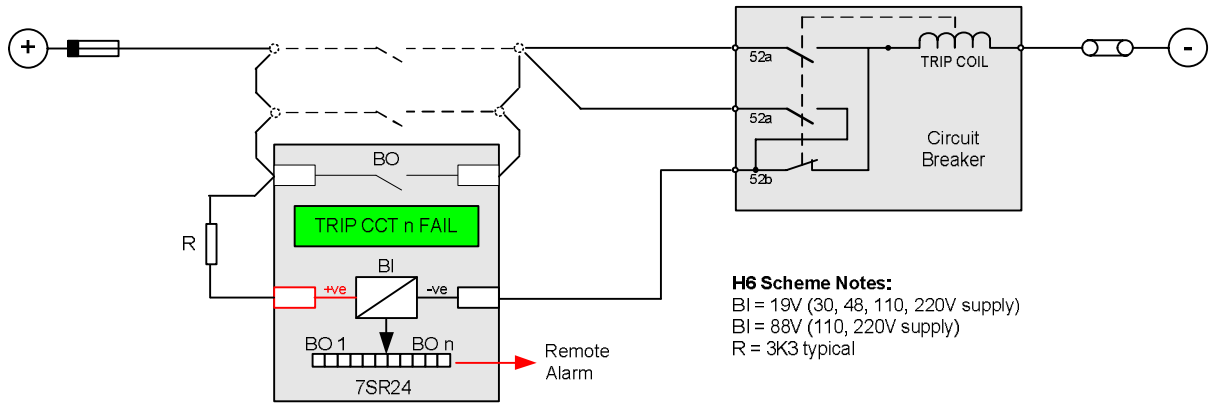 +
-
52a
TRIP COIL
52a
Circuit
Breaker
52b
BO
TRIP CCT n FAIL
R
BI
+ve
-ve
BO 1
BO n
7SR24
Remote
Alarm
H6 Scheme Notes:
BI = 19V (30, 48, 110, 220V supply)
BI = 88V (110, 220V supply)
R = 3K3 typical